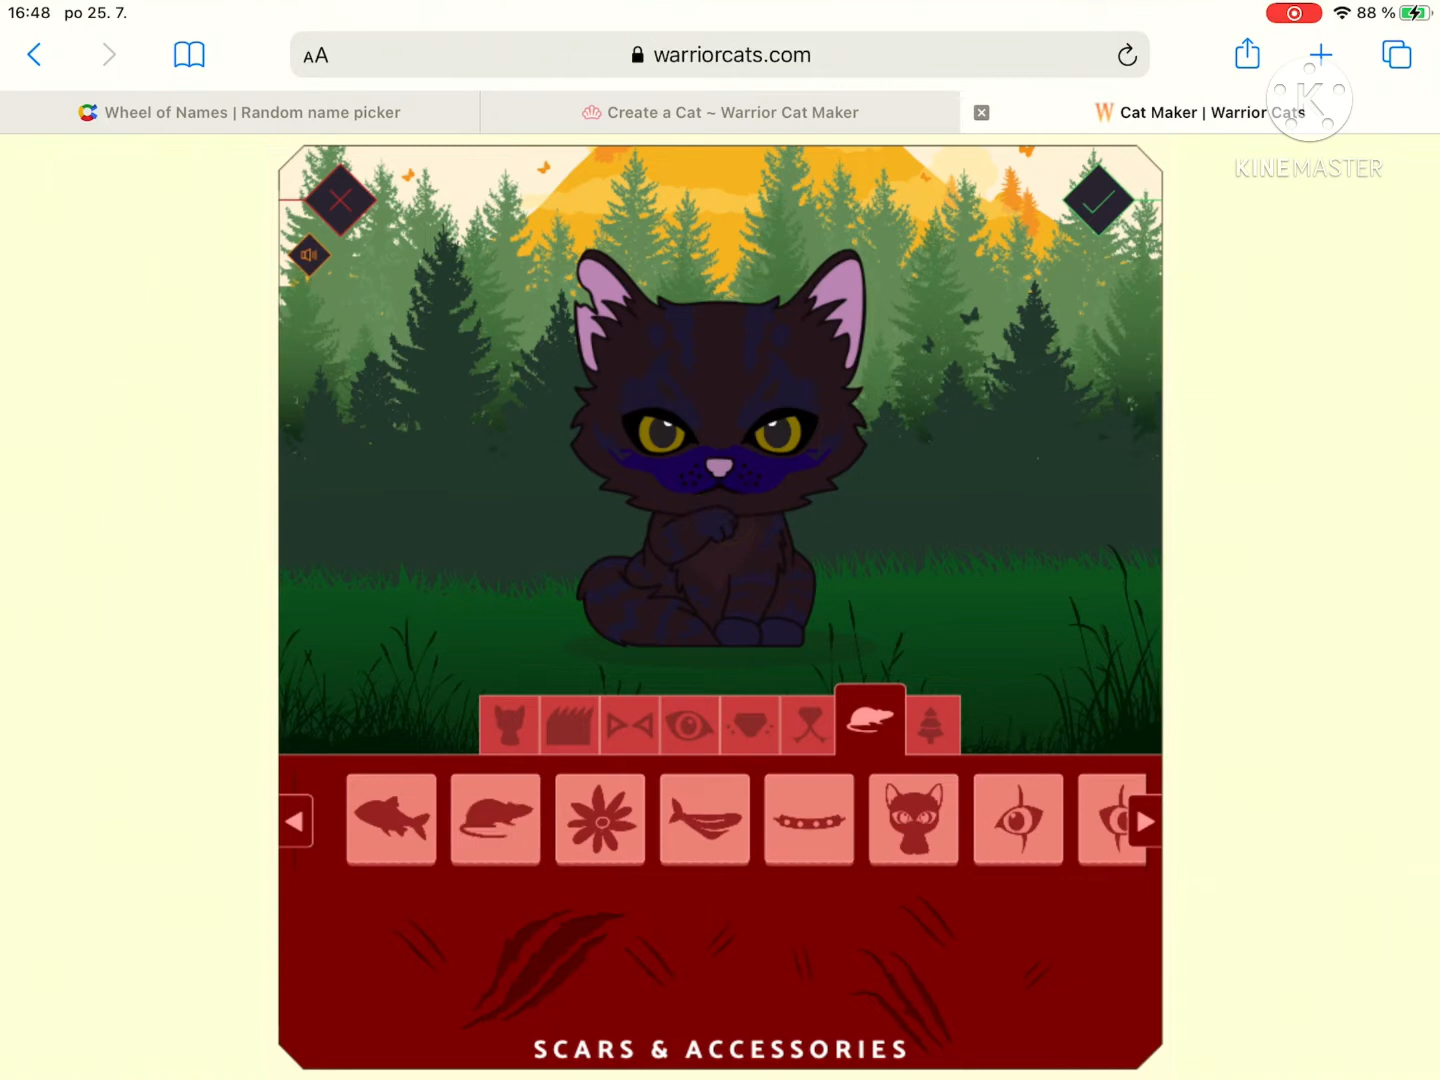 16:48 po 25. 7.
88 %
AA
warriorcats.com
Wheel of Names | Random name picker
Create a Cat ~ Warrior Cat Maker
Cat Maker | Warrior Cats
K
KINEMASTER
SCARS & ACCESSORIES